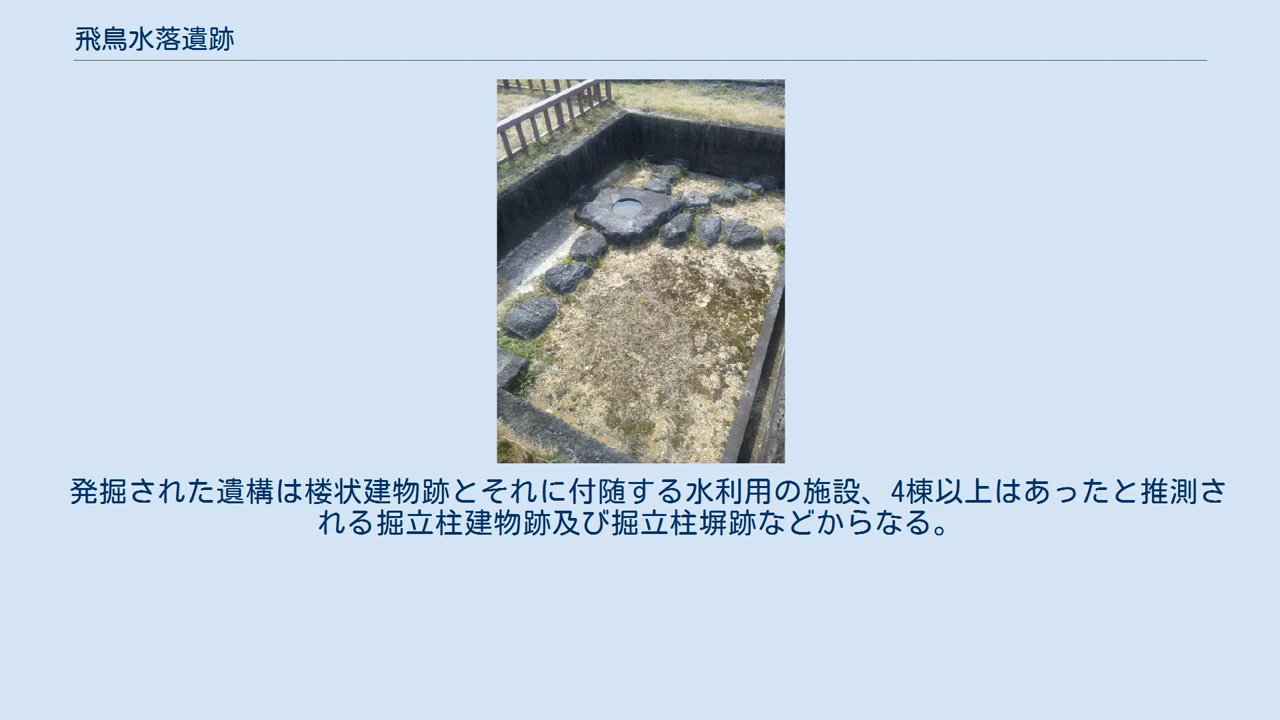 飛鳥水落遺跡
発掘された遺構は楼状建物跡とそれに付随する水利用の施設、4棟以上はあったと推測さ
れる掘立柱建物跡及び掘立柱塀跡などからなる。